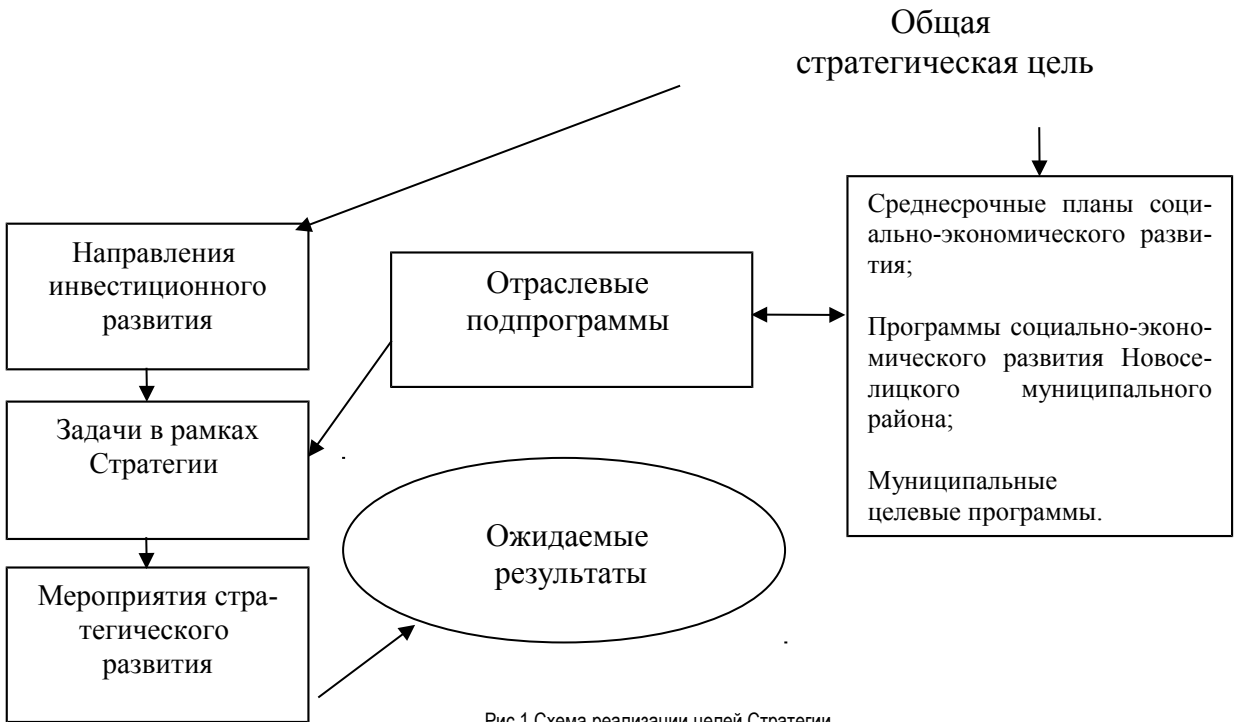 Общая
стратегическая цель
Направления
инвестиционного
развития
Отраслевые
подпрограммы
Среднесрочные планы соци-
ально-экономического разви-
тия;
Программы социально-эконо-
мического развития Новосе-
лицкого муниципального
района;
Муниципальные
целевые программы.
Задачи в рамках
Стратегии
Ожидаемые
результаты
Мероприятия стра-
тегического
развития
Рис.1 Схема реализации целей Стратегии